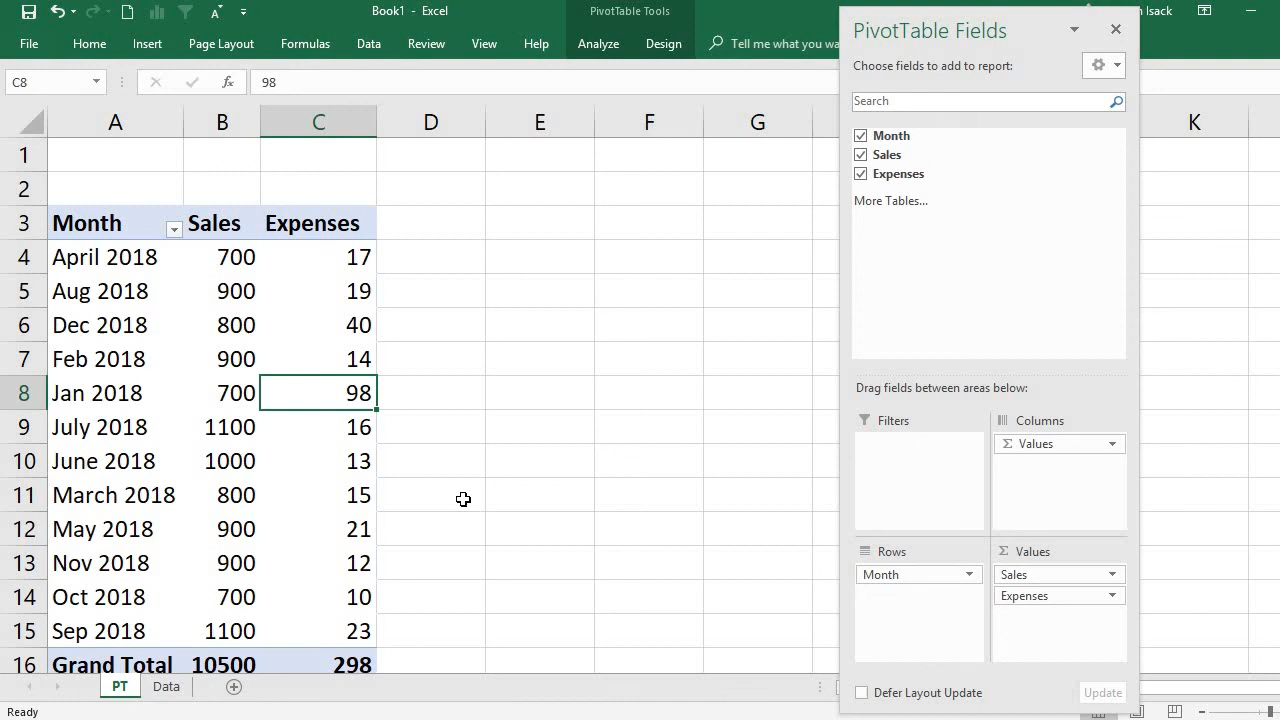 Book1 - Excel
PivotTable Tools
Isack
File Home Insert Page Layout Formulas Data Review View Help Analyze Design Tell me what you wa
C8 fx 98
A B C D E F G K
1
2
3 Month Sales Expenses
4 April 2018 700 17
5 Aug 2018 900 19
6 Dec 2018 800 40
7 Feb 2018 900 14
8 Jan 2018 700 98
9 July 2018 1100 16
10 June 2018 1000 13
11 March 2018 800 15
12 May 2018 900 21
13 Nov 2018 900 12
14 Oct 2018 700 10
15 Sep 2018 1100 23
16 Grand Total 10500 298
PT Data
Ready
PivotTable Fields
Choose fields to add to report:
Search
Month
Sales
Expenses
More Tables...
Drag fields between areas below:
Filters
Columns
Σ Values
Rows
Month
Σ Values
Sales
Expenses
Defer Layout Update
Update